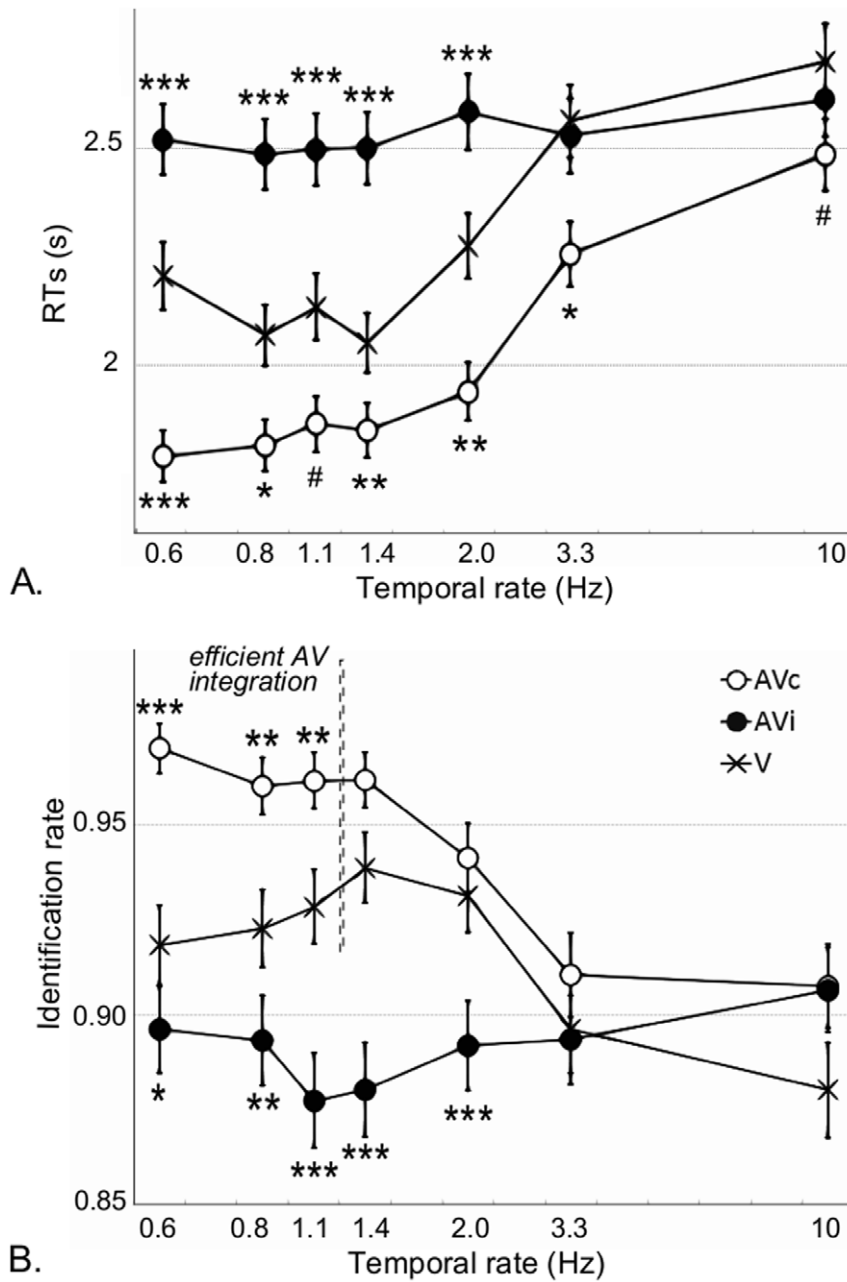 *** *** *** *** ***
2.5
#
RTs (s)
*
2
*** * # ** **
0.6 0.8 1.1 1.4 2.0 3.3 10
A.
Temporal rate (Hz)
efficient AV
integration
AVc
*** ** **
AVi
V
0.95
Identification rate
0.90
* ** *** *** ***
0.85
0.6 0.8 1.1 1.4 2.0 3.3 10
B.
Temporal rate (Hz)